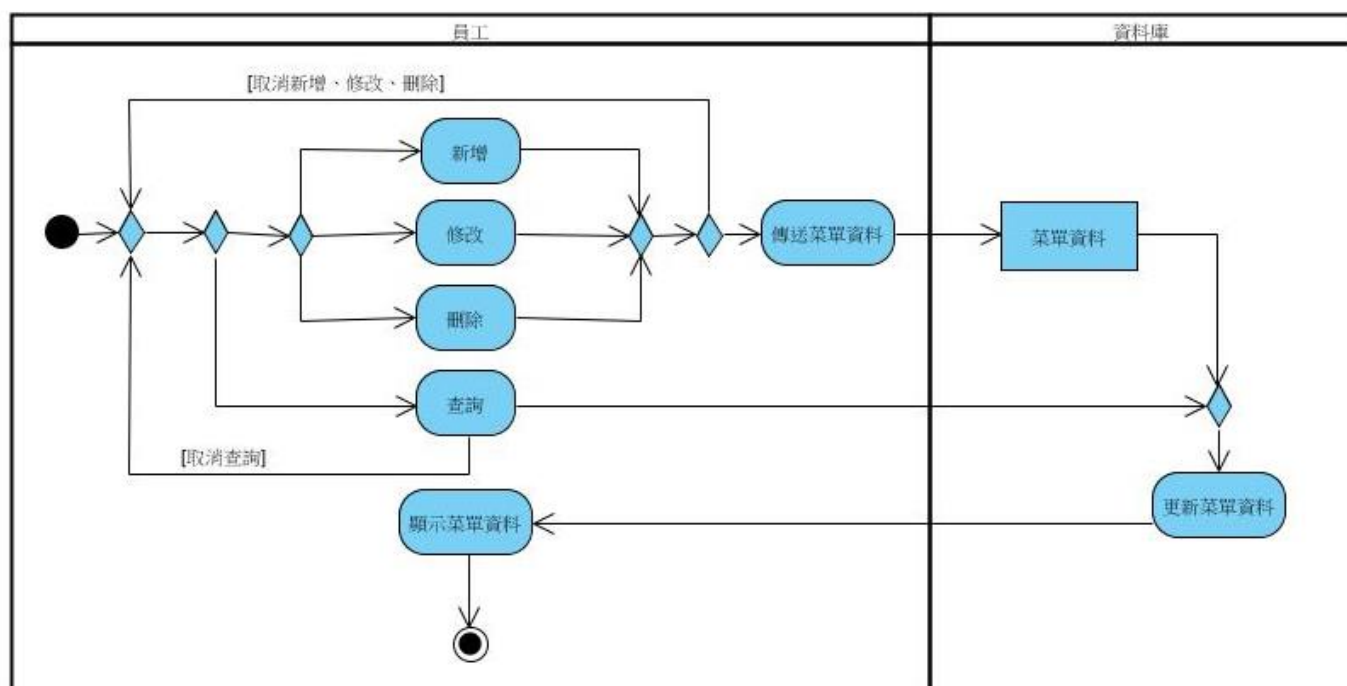 員工
資料庫
[取消新增、修改、刪除]
新增
修改
傳送菜單資料
菜單資料
刪除
查詢
[取消查詢]
顯示菜單資料
更新菜單資料